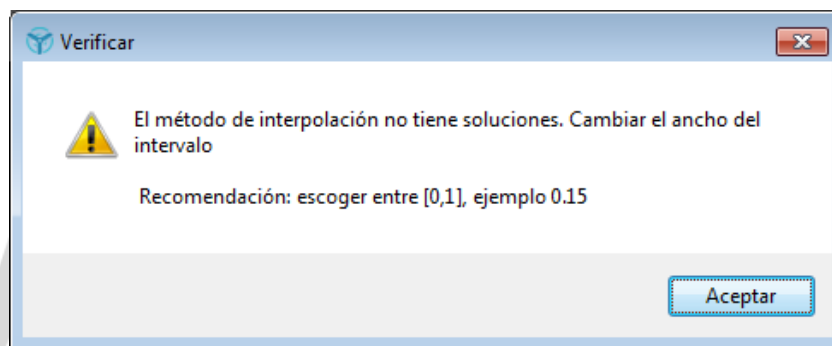 Verificar
El método de interpolación no tiene soluciones. Cambiar el ancho del
intervalo
Recomendación: escoger entre [0,1], ejemplo 0.15
Aceptar